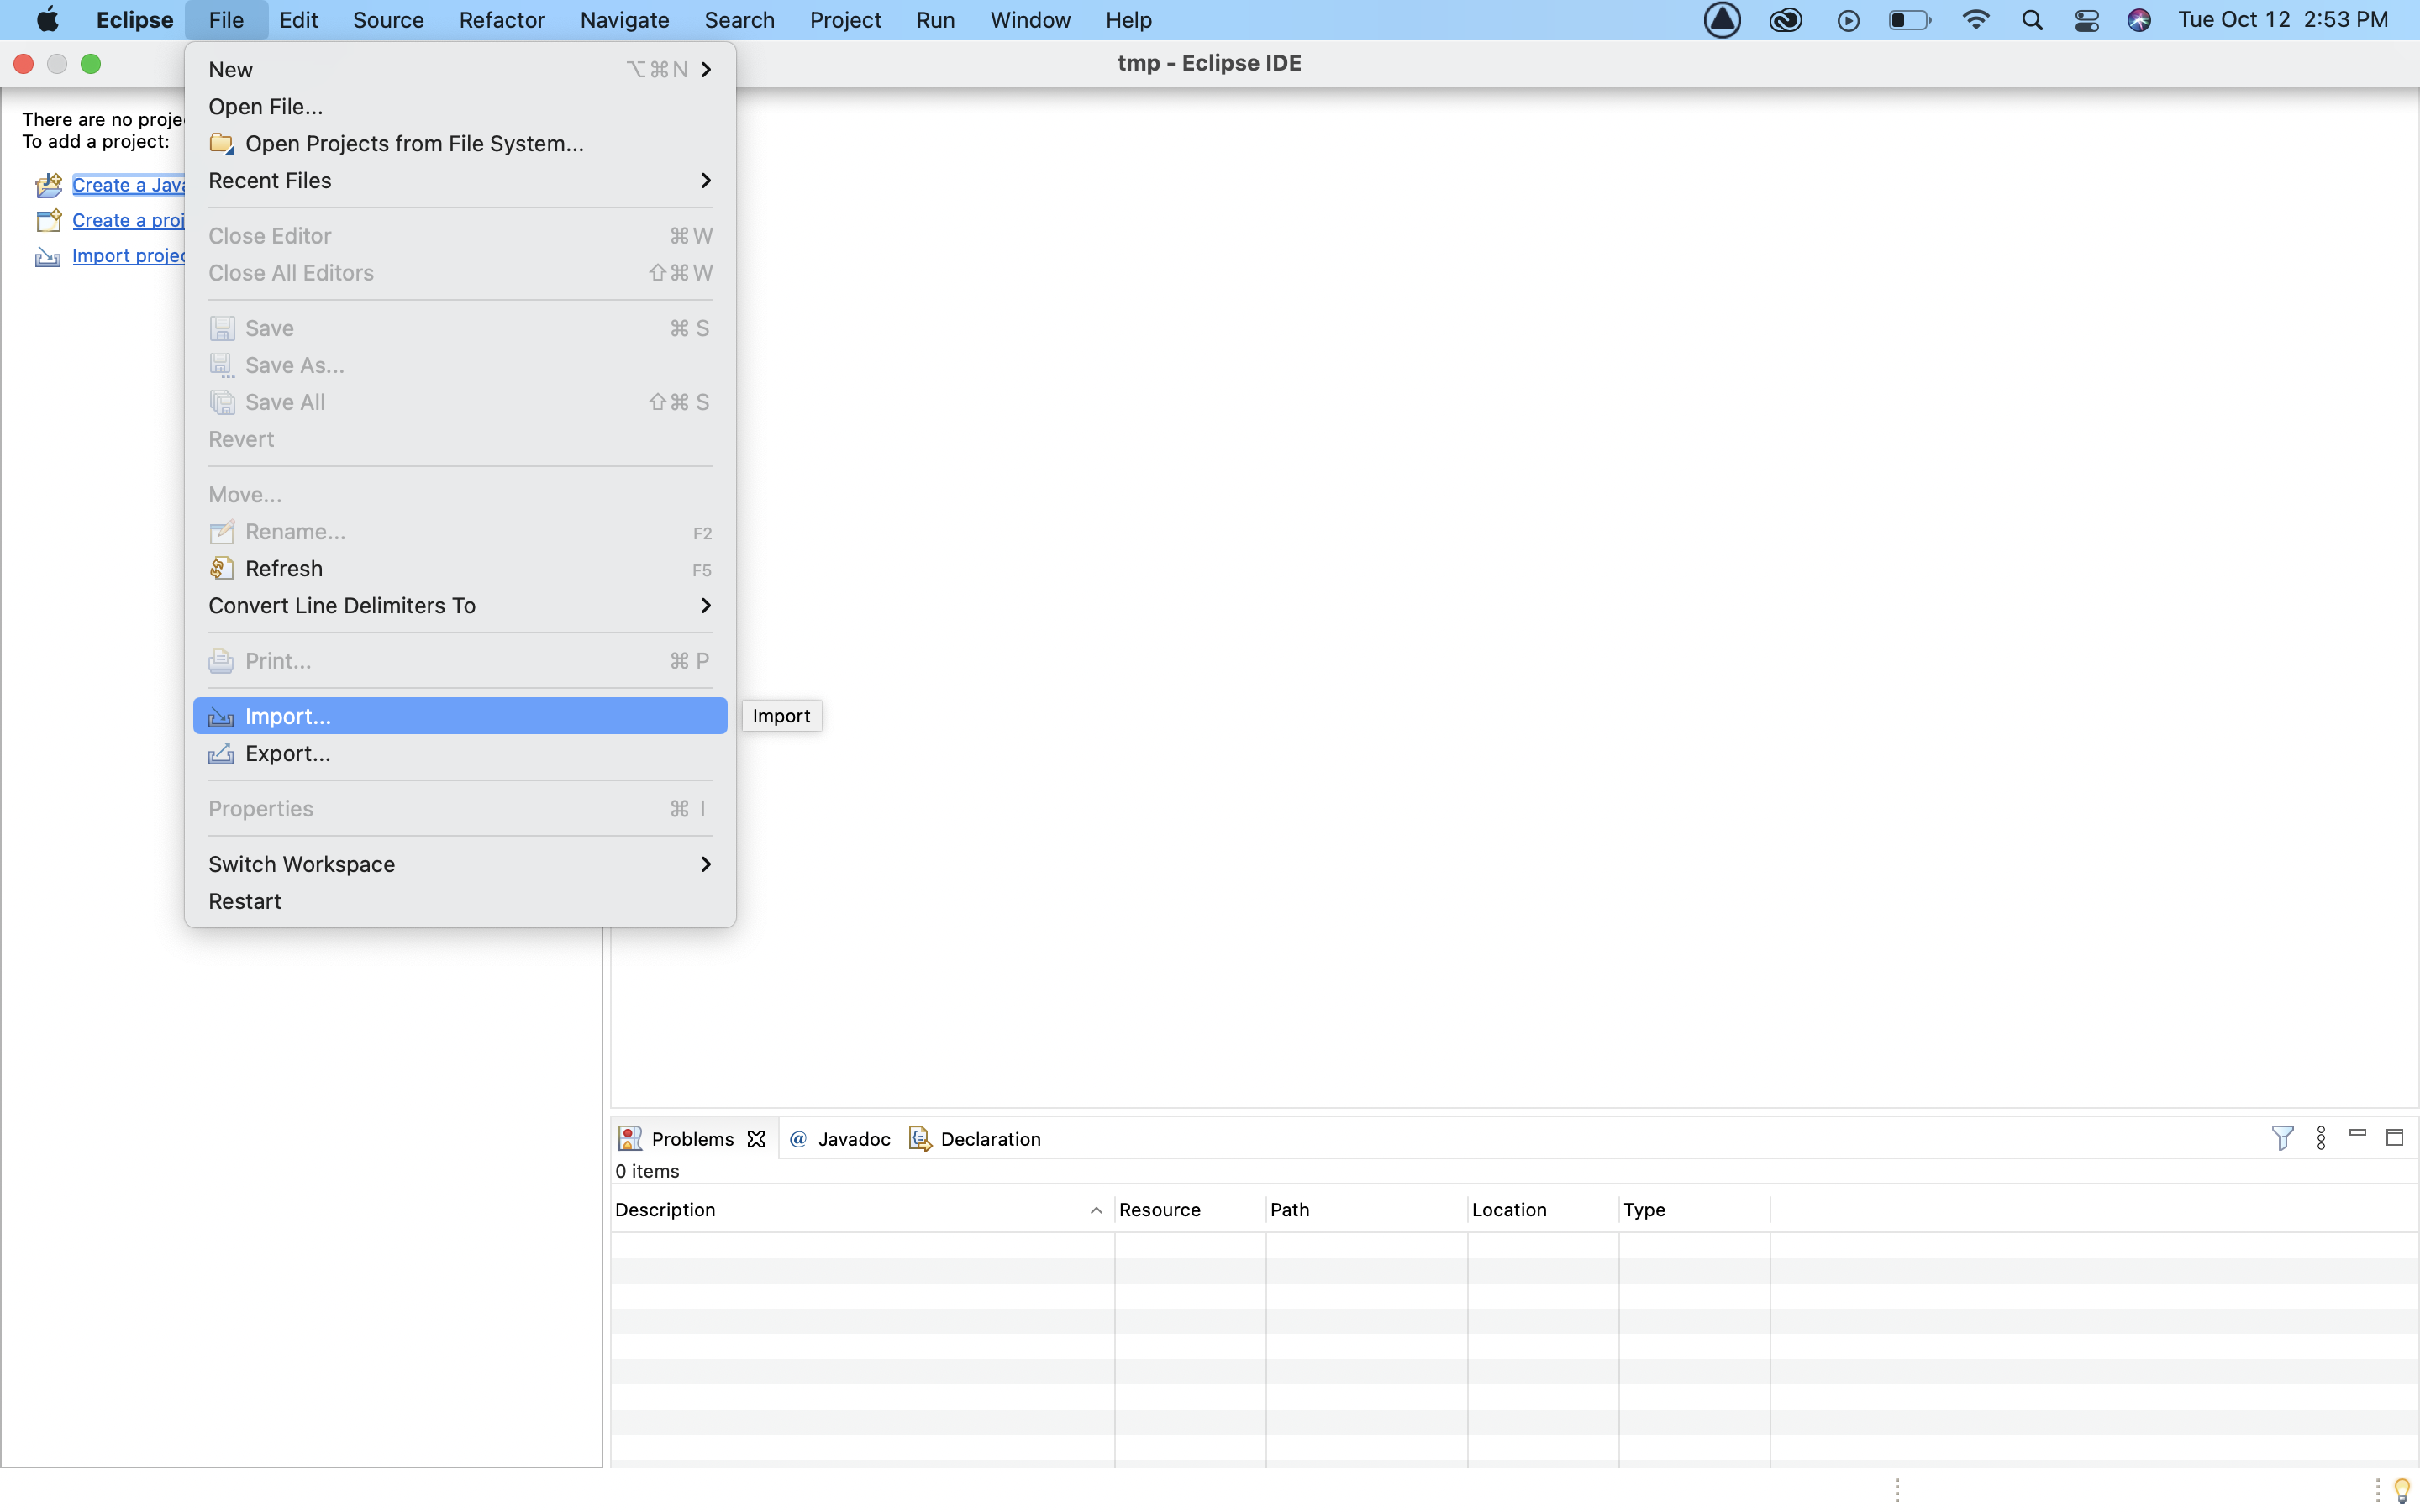 Eclipse File Edit Source Refactor Navigate Search Project Run Window Help Tue Oct 12 2:53 PM
tmp - Eclipse IDE
There are no proje
To add a project:
Create a Java
Create a proj
Import projec
New ⌥⌘N
Open File...
Open Projects from File System...
Recent Files
Close Editor ⌘W
Close All Editors ⇧⌘W
Save ⌘S
Save As...
Save All ⇧⌘S
Revert
Move...
Rename... F2
Refresh F5
Convert Line Delimiters To
Print... ⌘P
Import...
Import
Export...
Properties ⌘I
Switch Workspace
Restart
Problems @ Javadoc Declaration
0 items
Description Resource Path Location Type